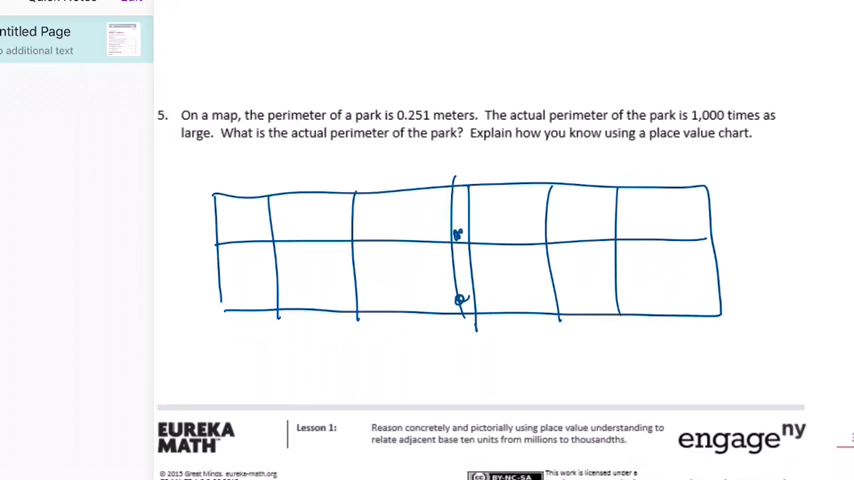 ntitled Page
o additional text
5. On a map, the perimeter of a park is 0.251 meters. The actual perimeter of the park is 1,000 times as
large. What is the actual perimeter of the park? Explain how you know using a place value chart.
EUREKA
MATH
Lesson 1:
Reason concretely and pictorially using place value understanding to
relate adjacent base ten units from millions to thousandths.
engage ny
© 2015 Great Minds. eureka-math.org
CC BY-NC-SA
This work is licensed under a